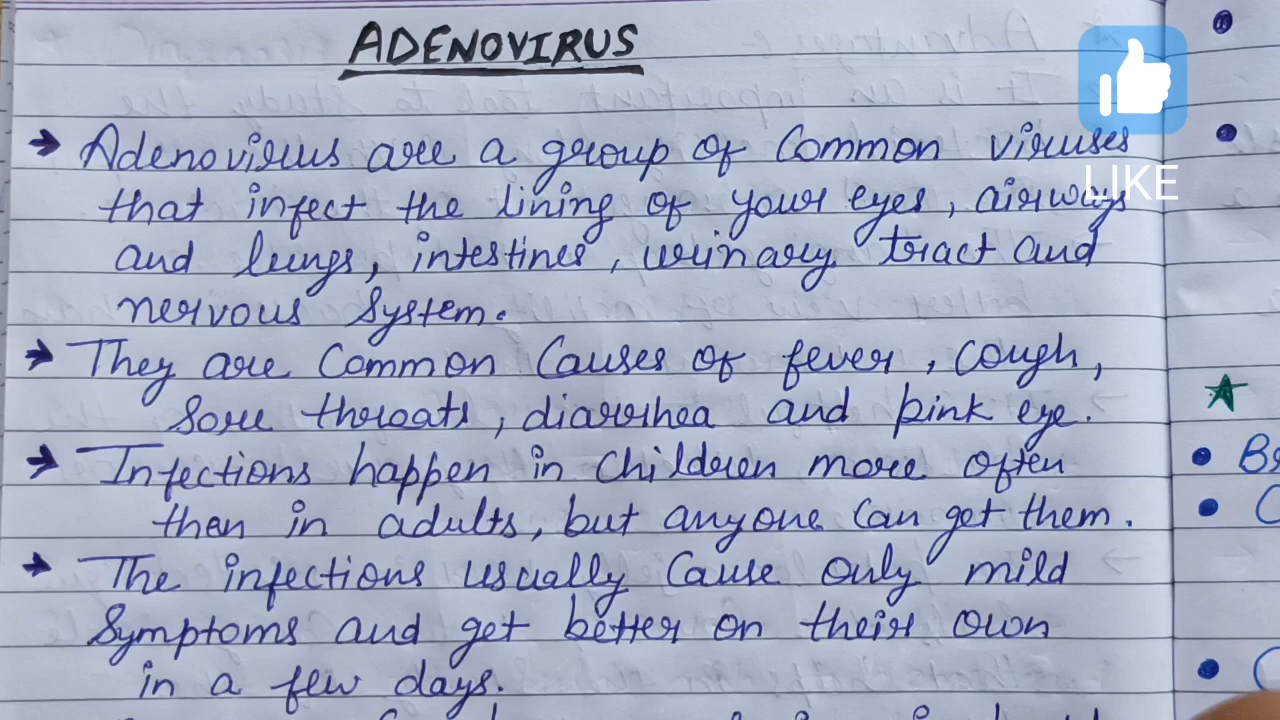 ADENOVIRUS
→ Adenovirus are a group of Common viruses
that infect the lining of your eyes, airways
and lungs, intestines, urinary tract and
nervous System.
→ They are Common Causes of fever, Cough,
Sore throats, diarrhea and pink eye.
→ Infections happen in Children more often
than in adults, but anyone Can get them.
→ The infections usually Cause only mild
Symptoms and get better on their own
in a few days.
LIKE